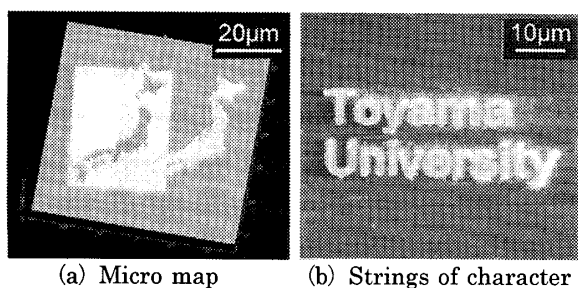 20μm
10μm
Toyama
University
(a) Micro map
(b) Strings of character